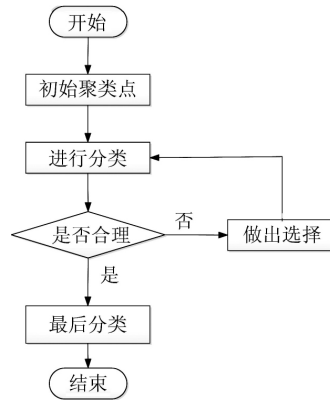 开始
初始聚类点
进行分类
是否合理
否
做出选择
是
最后分类
结束